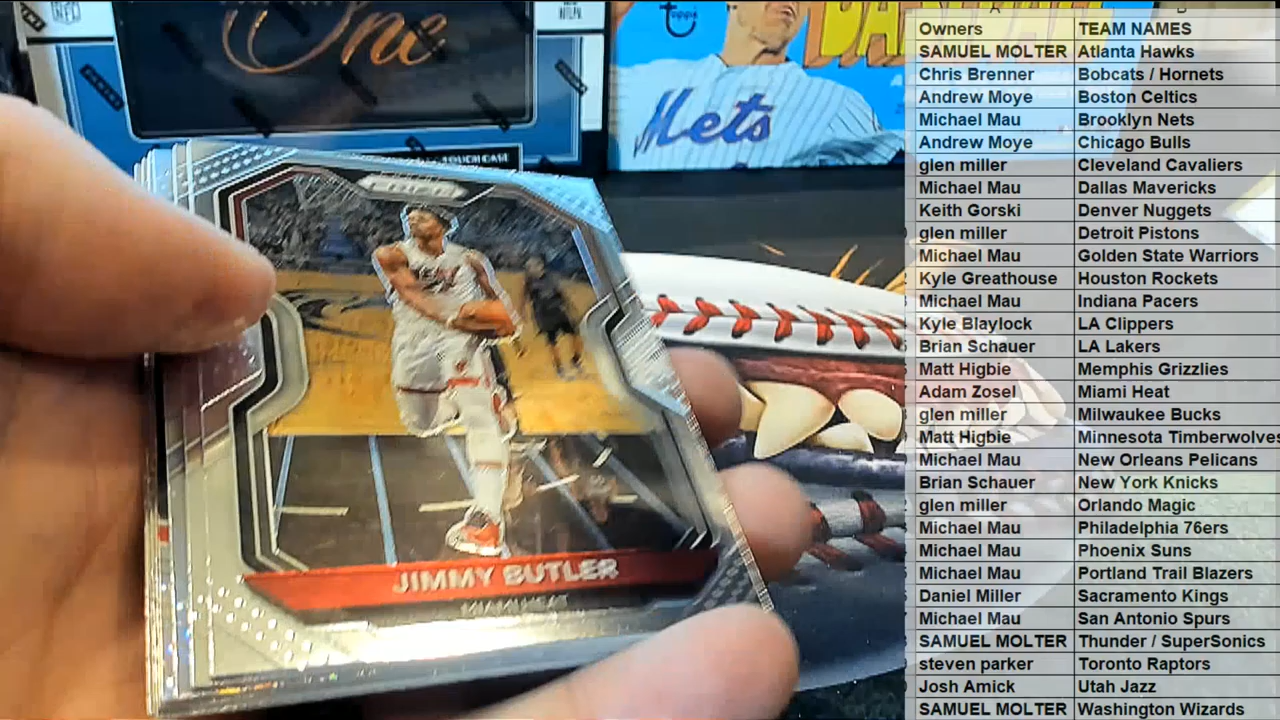 One
TOUCH CASE
topps
Mets
PRIZM
JIMMY BUTLER
MIAMI HEAT
Owners TEAM NAMES
SAMUEL MOLTER Atlanta Hawks
Chris Brenner Bobcats / Hornets
Andrew Moye Boston Celtics
Michael Mau Brooklyn Nets
Andrew Moye Chicago Bulls
glen miller Cleveland Cavaliers
Michael Mau Dallas Mavericks
Keith Gorski Denver Nuggets
glen miller Detroit Pistons
Michael Mau Golden State Warriors
Kyle Greathouse Houston Rockets
Michael Mau Indiana Pacers
Kyle Blaylock LA Clippers
Brian Schauer LA Lakers
Matt Higbie Memphis Grizzlies
Adam Zosel Miami Heat
glen miller Milwaukee Bucks
Matt Higbie Minnesota Timberwolves
Michael Mau New Orleans Pelicans
Brian Schauer New York Knicks
glen miller Orlando Magic
Michael Mau Philadelphia 76ers
Michael Mau Phoenix Suns
Michael Mau Portland Trail Blazers
Daniel Miller Sacramento Kings
Michael Mau San Antonio Spurs
SAMUEL MOLTER Thunder / SuperSonics
steven parker Toronto Raptors
Josh Amick Utah Jazz
SAMUEL MOLTER Washington Wizards